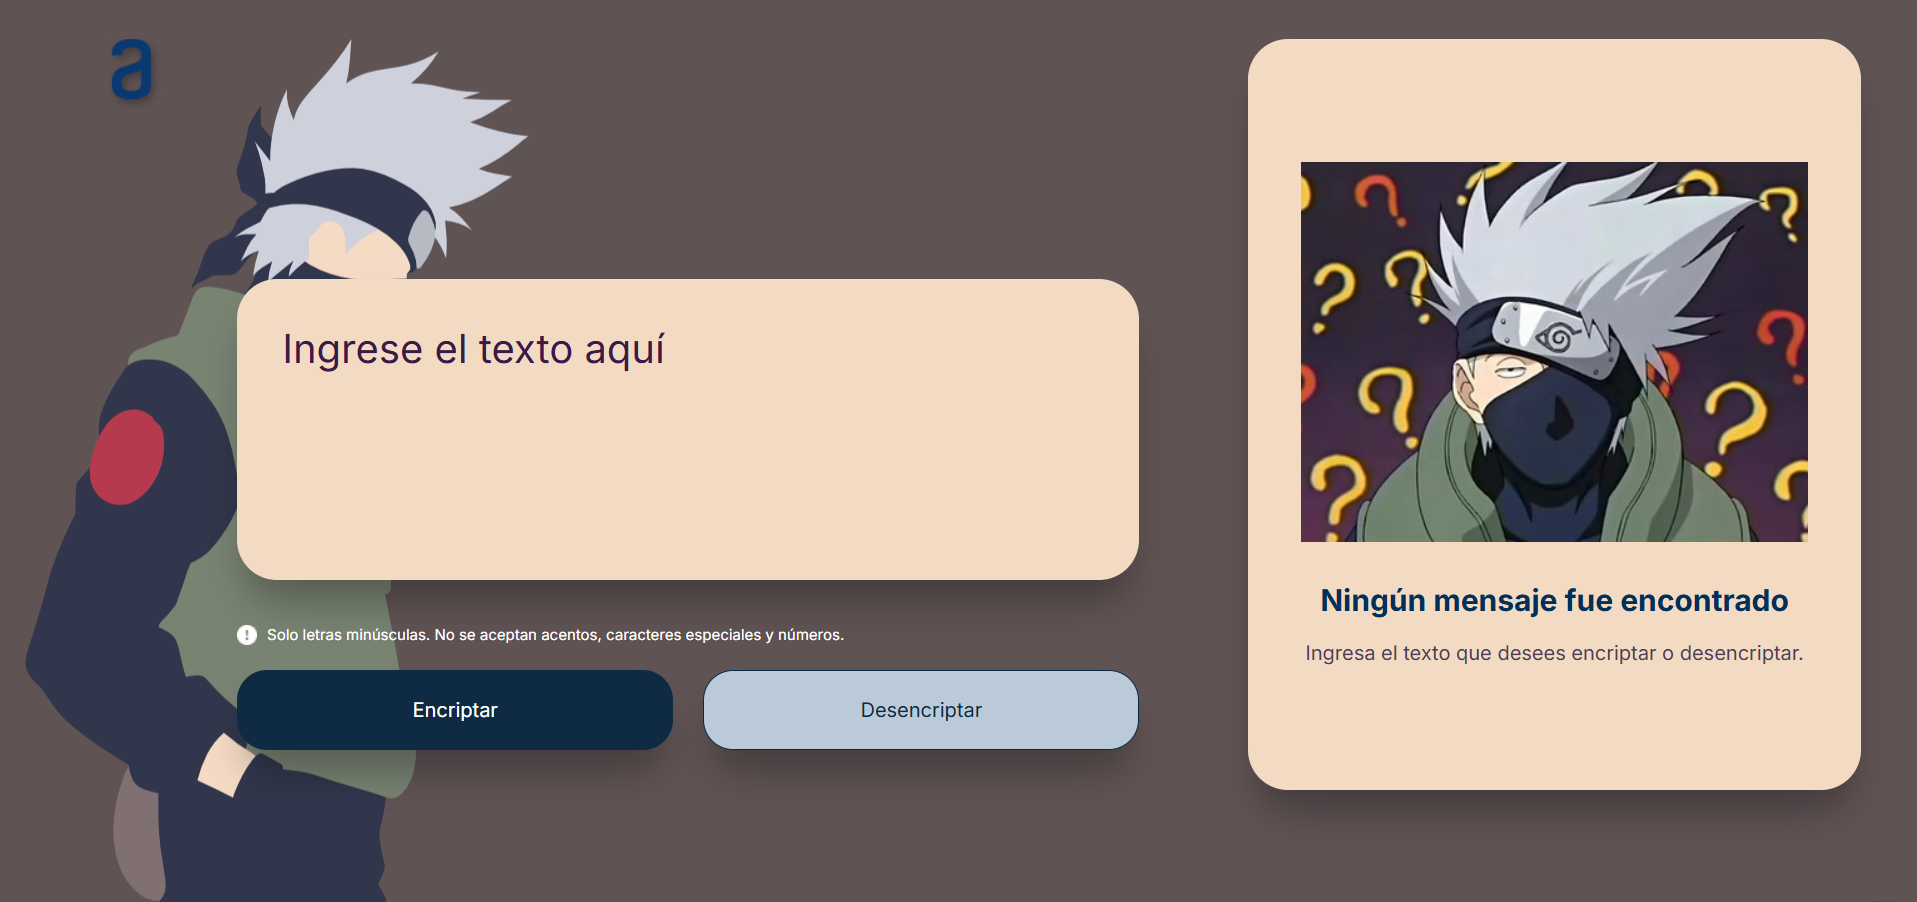 a
Ingrese el texto aquí
Solo letras minúsculas. No se aceptan acentos, caracteres especiales y números.
Encriptar
Desencriptar
Ningún mensaje fue encontrado
Ingresa el texto que desees encriptar o desencriptar.